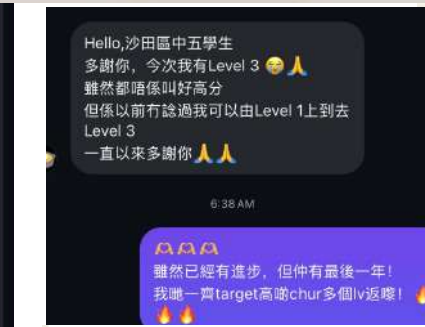 Hello,沙田區中五學生
多謝你，今次我有Level 3 😂🙏
雖然都唔係叫好高分
但係以前冇諗過我可以由Level 1上到去
Level 3
一直以來多謝你🙏🙏
6:38 AM
🫶🫶🫶
雖然已經有進步，但仲有最後一年！
我哋一齊target高啲chur多個lv返嚟！🔥
🔥🔥